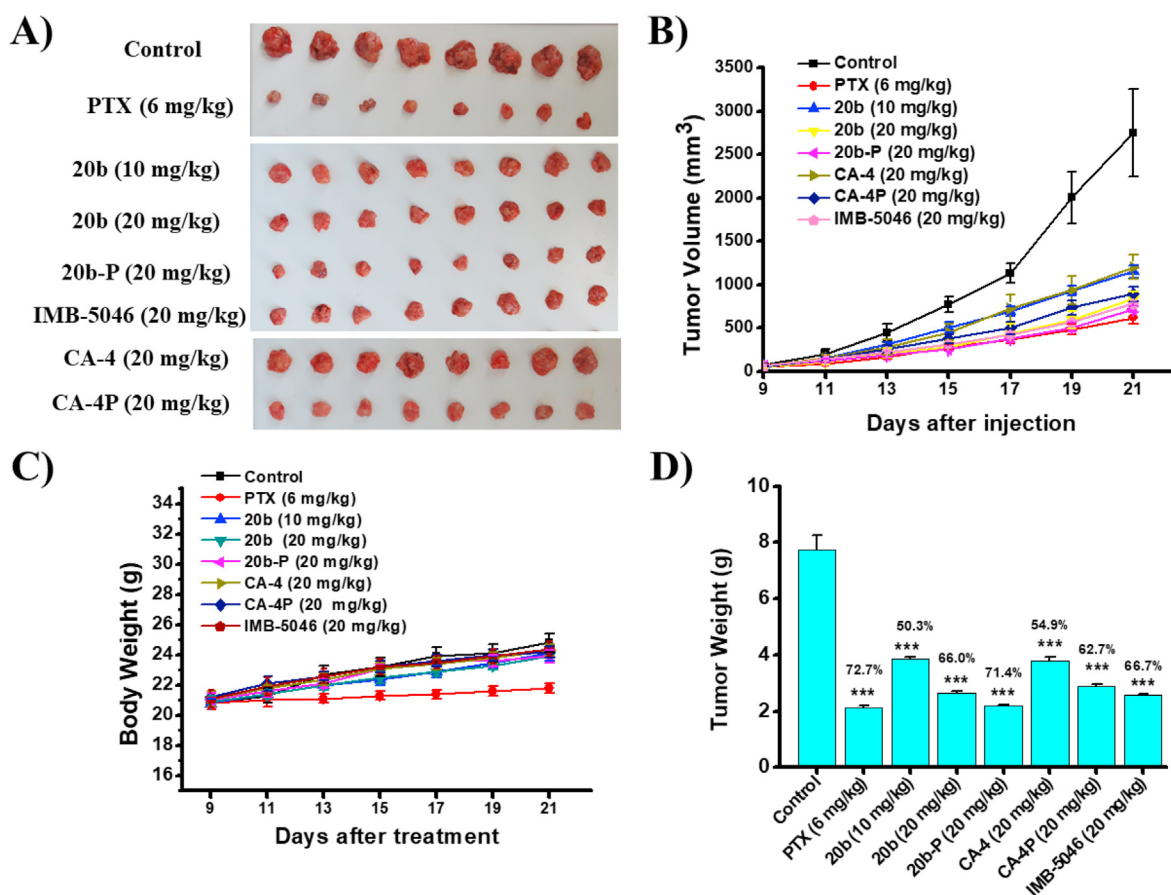 A)
Control
PTX (6 mg/kg)
20b (10 mg/kg)
20b (20 mg/kg)
20b-P (20 mg/kg)
IMB-5046 (20 mg/kg)
CA-4 (20 mg/kg)
CA-4P (20 mg/kg)
B)
Control
PTX (6 mg/kg)
20b (10 mg/kg)
20b (20 mg/kg)
20b-P (20 mg/kg)
CA-4 (20 mg/kg)
CA-4P (20 mg/kg)
IMB-5046 (20 mg/kg)
Tumor Volume (mm³)
3500
3000
2500
2000
1500
1000
500
0
9 11 13 15 17 19 21
Days after injection
C)
Control
PTX (6 mg/kg)
20b (10 mg/kg)
20b (20 mg/kg)
20b-P (20 mg/kg)
CA-4 (20 mg/kg)
CA-4P (20 mg/kg)
IMB-5046 (20 mg/kg)
Body Weight (g)
34
32
30
28
26
24
22
20
18
16
9 11 13 15 17 19 21
Days after treatment
D)
Tumor Weight (g)
10
8
6
4
2
0
72.7%
***
50.3%
***
66.0%
***
71.4%
***
54.9%
***
62.7%
***
66.7%
***
Control
PTX (6 mg/kg)
20b (10 mg/kg)
20b (20 mg/kg)
20b-P (20 mg/kg)
CA-4 (20 mg/kg)
CA-4P (20 mg/kg)
IMB-5046 (20 mg/kg)